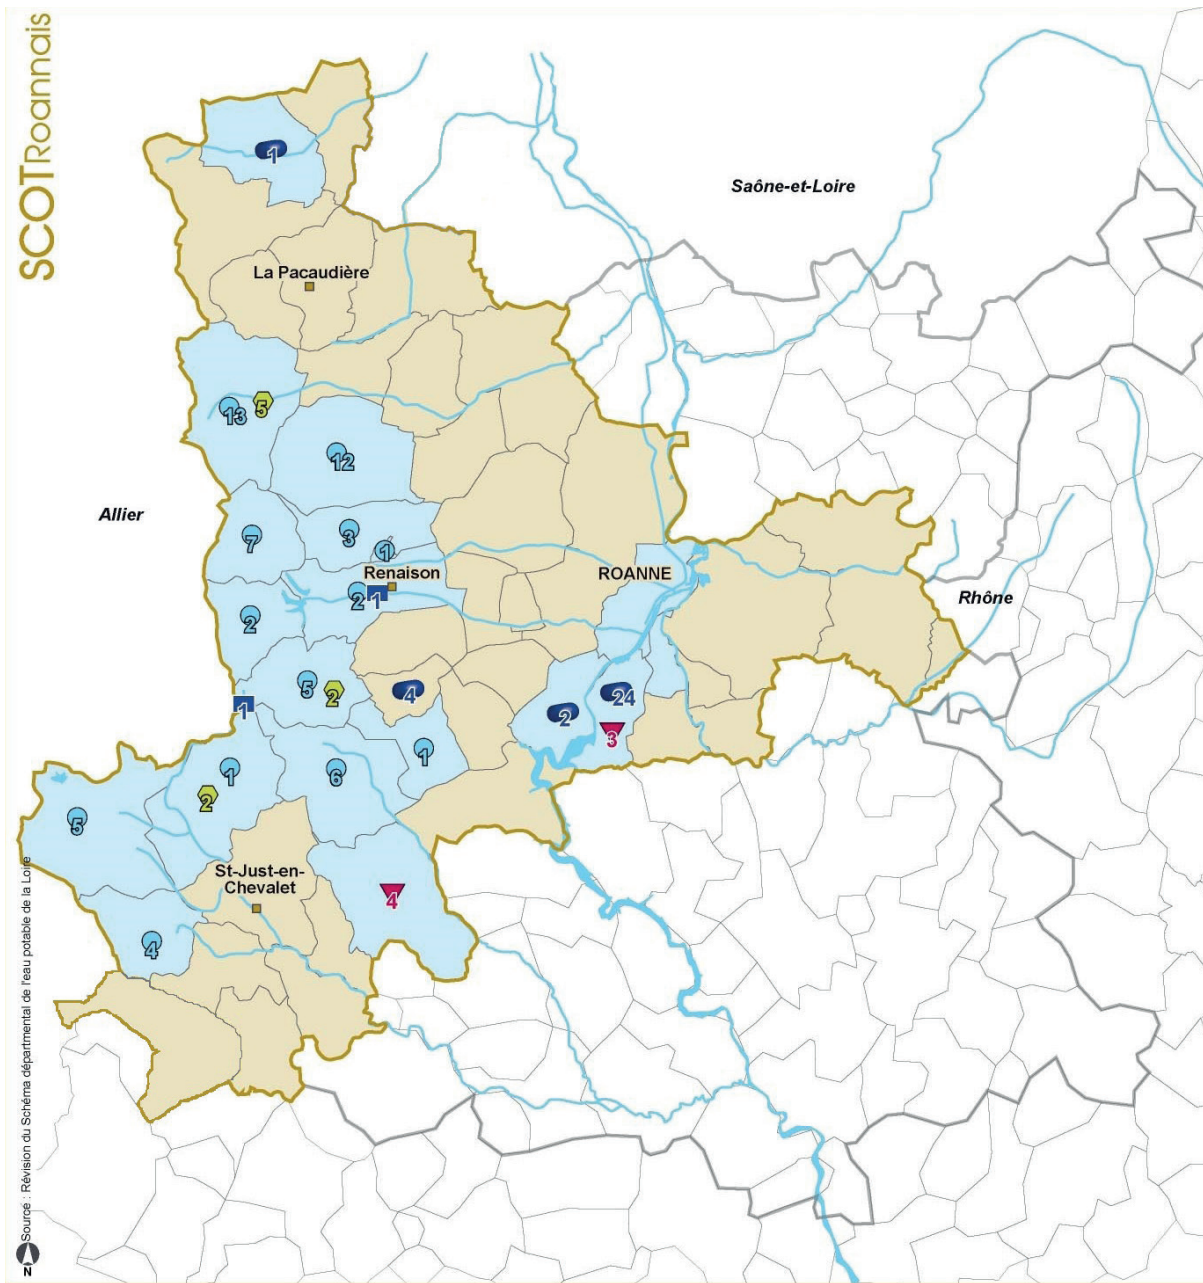 SCOTRoannais
1
Saône-et-Loire
La Pacaudière
13
5
12
Allier
7
3
1
Renaison
2
1
ROANNE
Rhône
2
5
2
4
2
24
3
1
1
2
6
1
5
St-Just-en-
Chevalet
4
4
Source : Révision du Schéma départemental de l'eau potable de la Loire
N